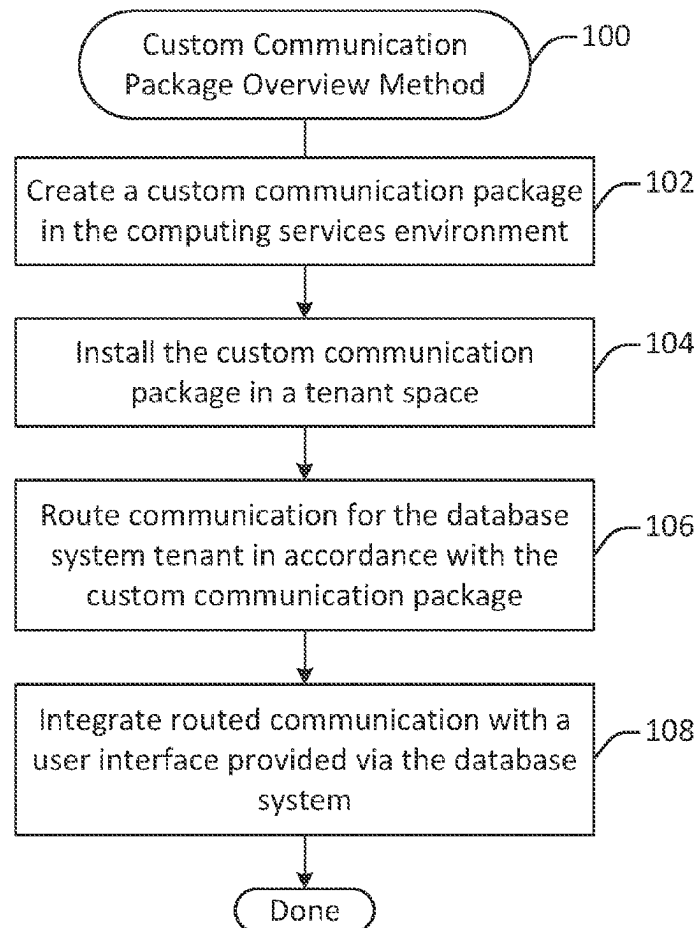 Custom Communication
Package Overview Method
100
Create a custom communication package
in the computing services environment
102
Install the custom communication
package in a tenant space
104
Route communication for the database
system tenant in accordance with the
custom communication package
106
Integrate routed communication with a
user interface provided via the database
system
108
Done